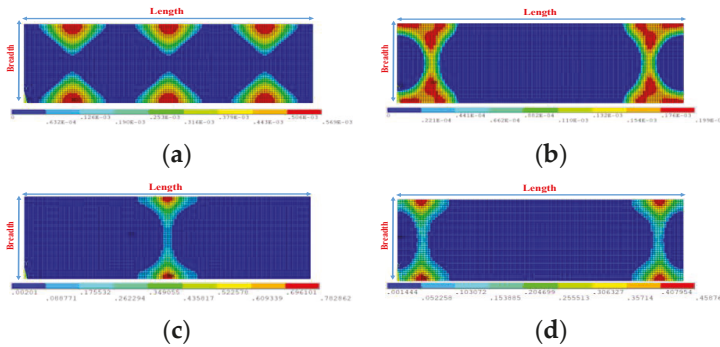 Length
Length
Breadth
Breadth
0 .126E-03 .253E-03 .379E-03 .506E-03
.632E-04 .190E-03 .316E-03 .443E-03 .569E-03
0 .441E-04 .882E-04 .132E-03 .176E-03
.221E-04 .662E-04 .110E-03 .154E-03 .199E-03
(a)
(b)
Length
Length
Breadth
Breadth
.00201 .175532 .349055 .522578 .696101
.088771 .262294 .435817 .609339 .782862
.001444 .103072 .204699 .306327 .407954
.052258 .153885 .255513 .35714 .45876
(c)
(d)